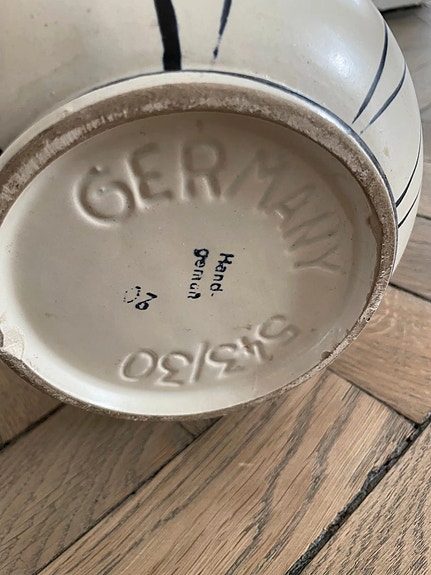 GERMANY
Hand-
gemalt
543/30